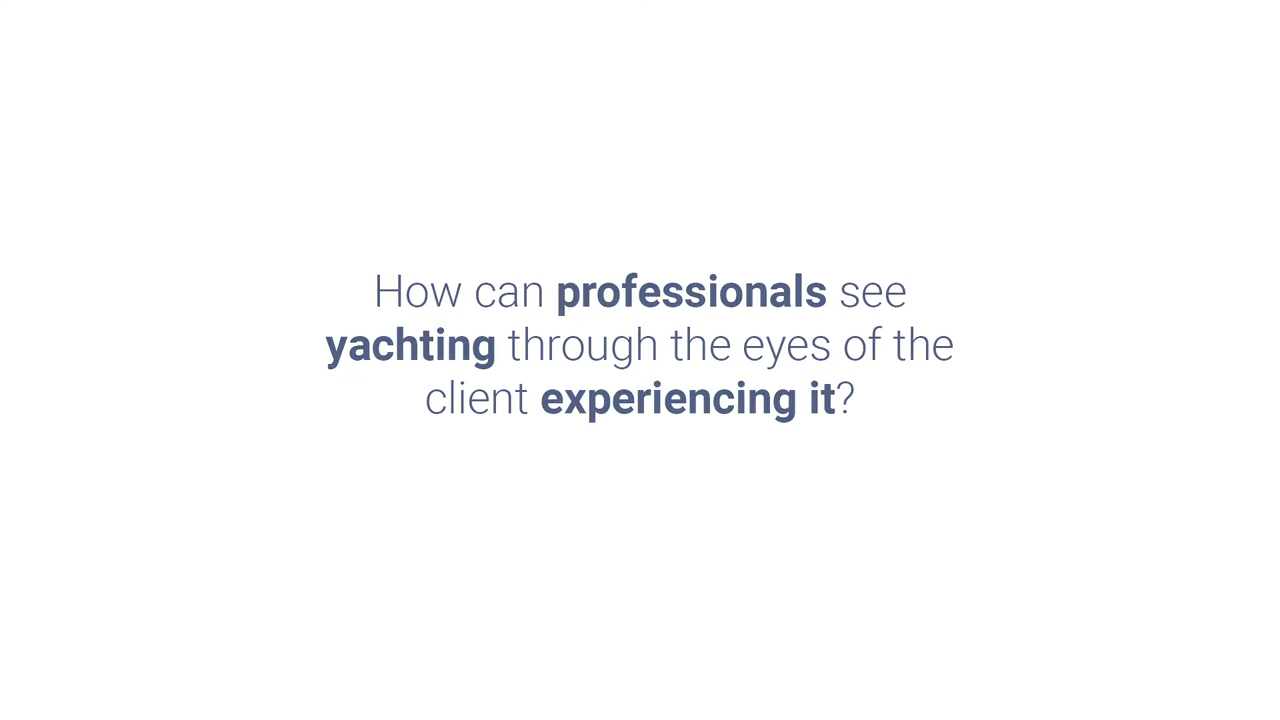 How can professionals see
yachting through the eyes of the
client experiencing it?